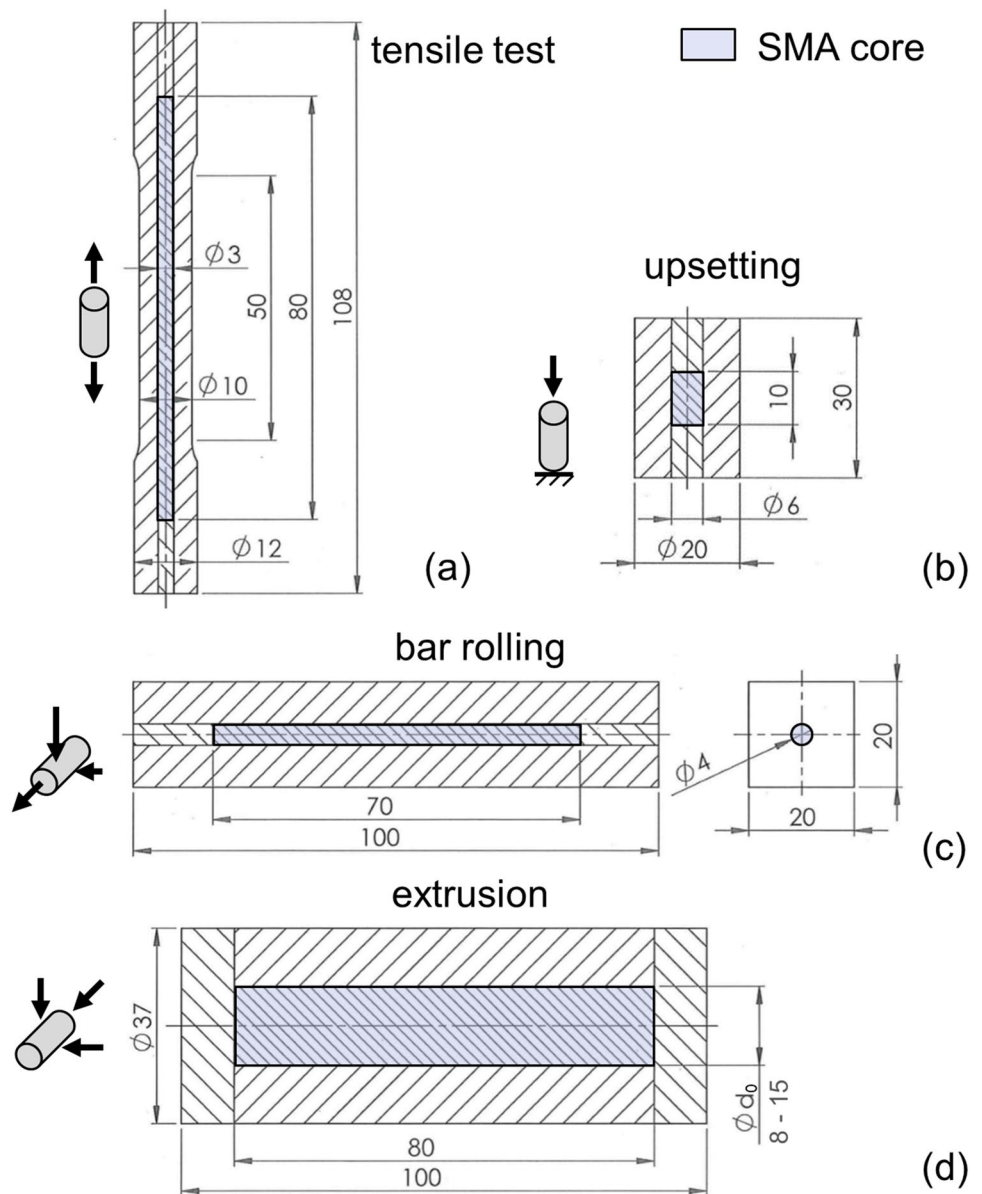 tensile test
SMA core
Ø3
50
80
108
Ø10
Ø12
(a)
upsetting
10
30
Ø6
Ø20
(b)
bar rolling
70
100
Ø4
20
20
(c)
extrusion
Ø37
80
100
Ød₀
8 - 15
(d)